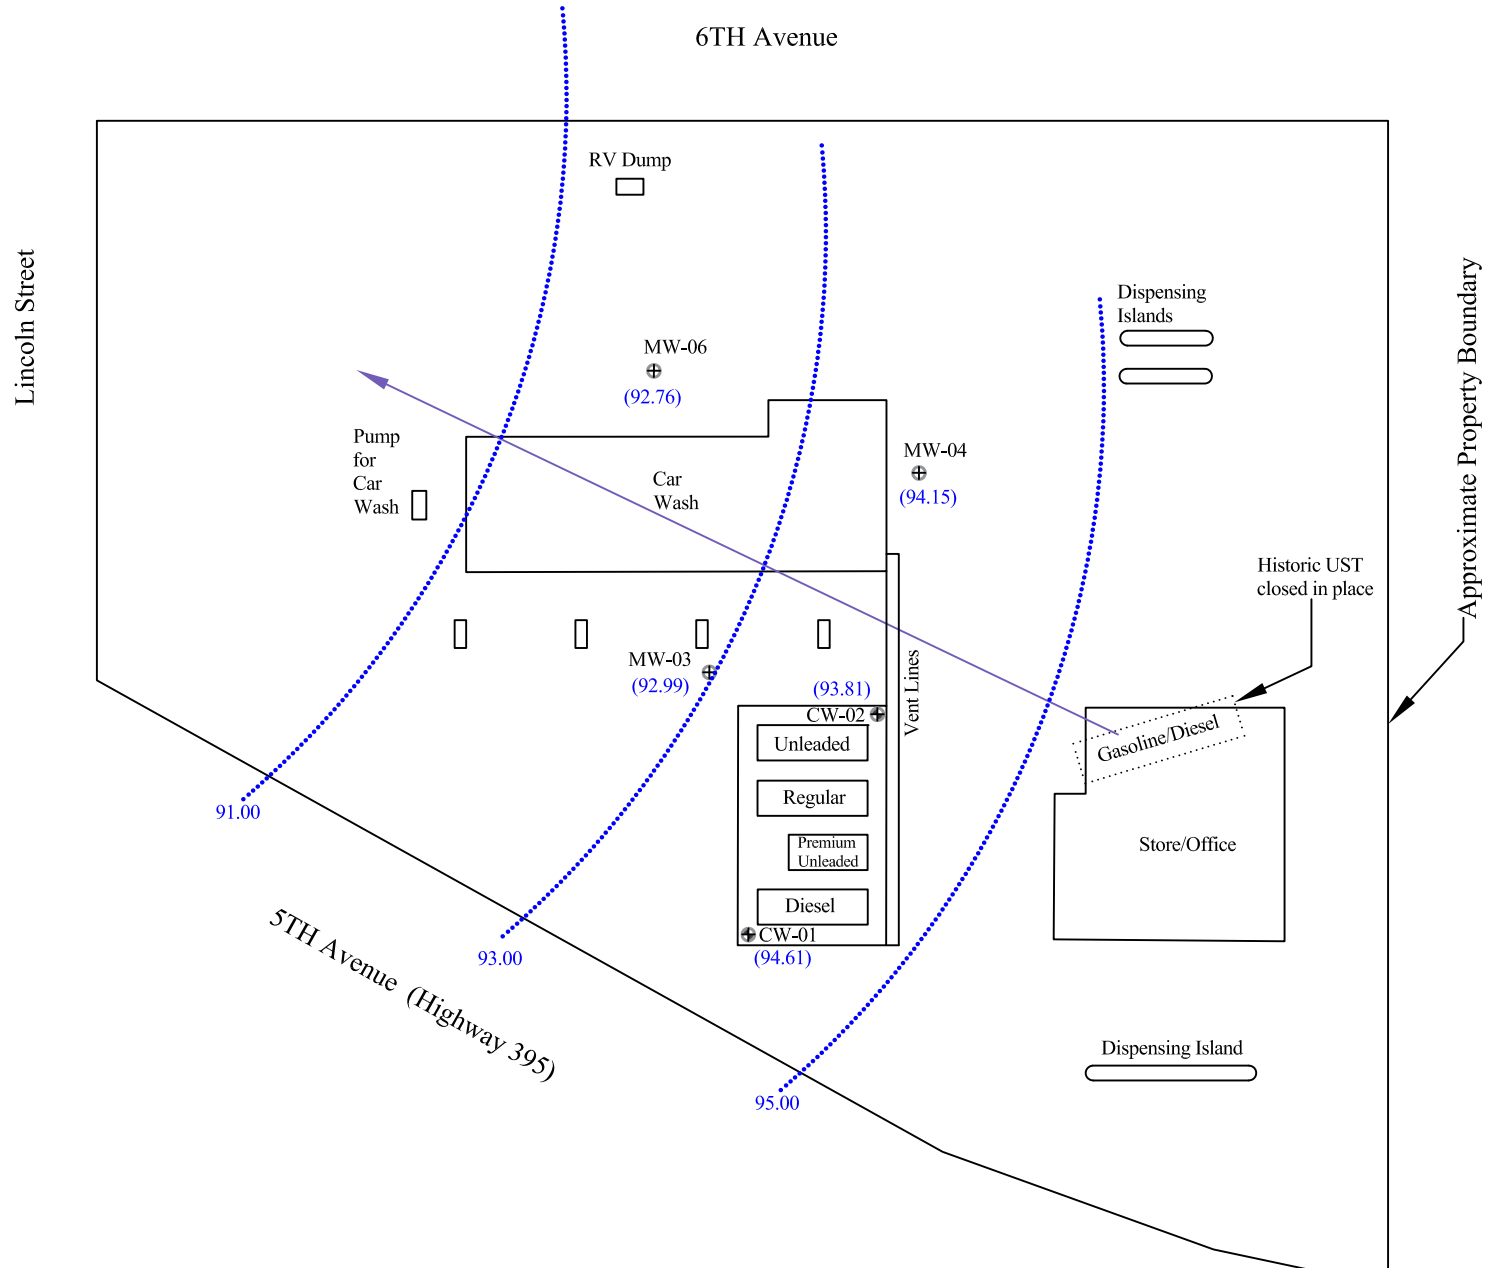 6TH Avenue
RV Dump
Lincoln Street
Dispensing
Islands
Approximate Property Boundary
MW-06
(92.76)
Pump
for
Car
Wash
Car
Wash
MW-04
(94.15)
Historic UST
closed in place
MW-03
(92.99)
(93.81)
CW-02
Vent Lines
Gasoline/Diesel
Unladed
Regular
Premium
Unleaded
Store/Office
91.00
Diesel
CW-01
(94.61)
5TH Avenue (Highway 395)
93.00
Dispensing Island
95.00